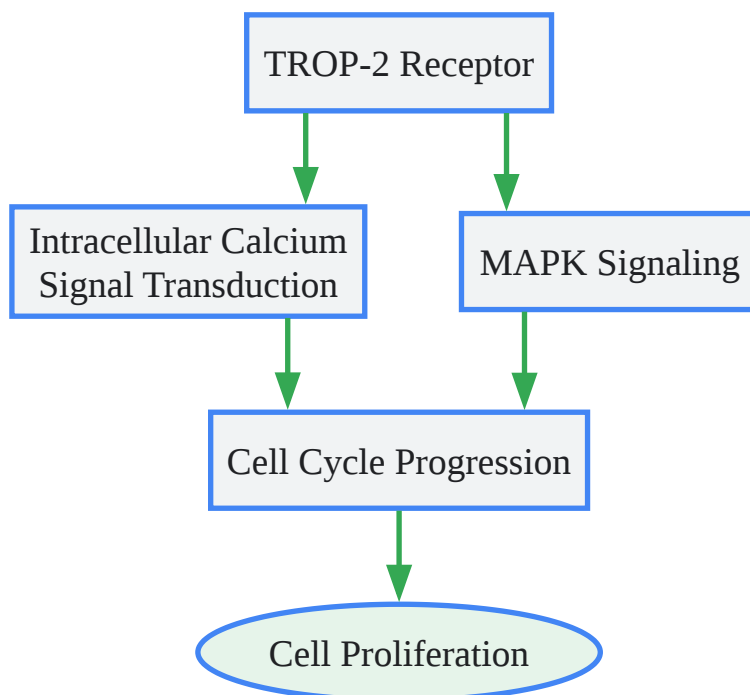 TROP-2 Receptor
Intracellular Calcium
Signal Transduction
MAPK Signaling
Cell Cycle Progression
Cell Proliferation